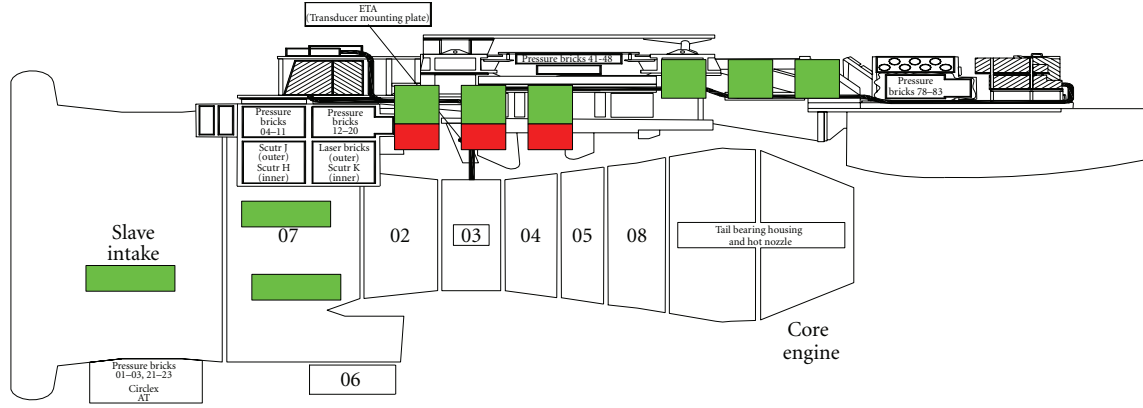 ETA
(Transducer mounting plate)
Pressure bricks 41-48
Pressure
bricks 78–83
Pressure
bricks
04–11
Pressure
bricks
12–20
Scutr J
(outer)
Scutr H
(inner)
Laser bricks
(outer)
Scutr K
(inner)
Slave
intake
07
02
03
04
05
08
Tail bearing housing
and hot nozzle
Core
engine
06
Pressure bricks
01–03, 21–23
Circlex
AT